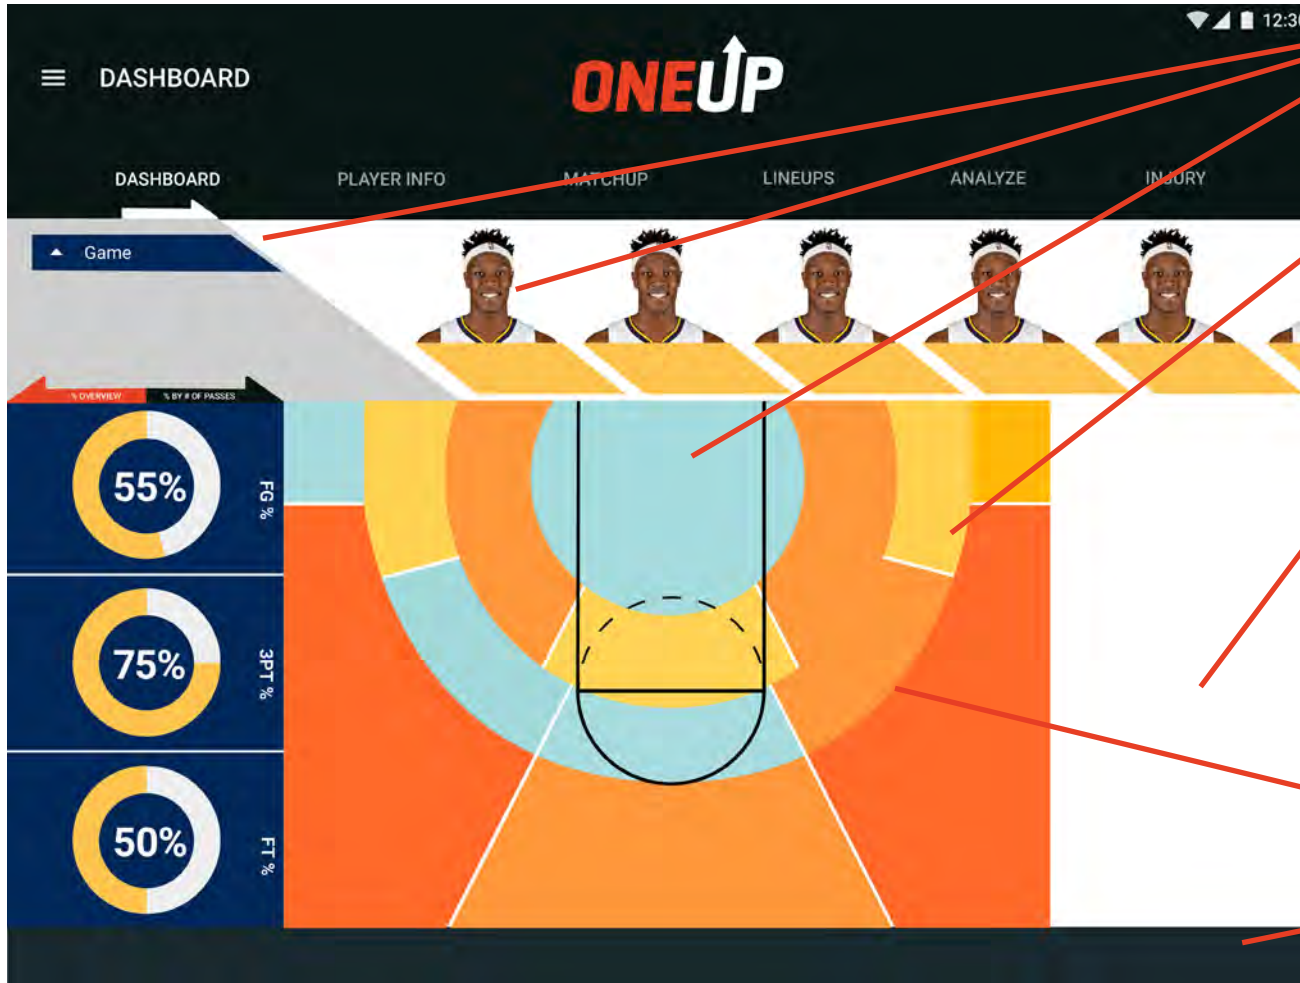 12:30
DASHBOARD
ONEUP
DASHBOARD
PLAYER INFO
MATCHUP
LINEUPS
ANALYZE
INJURY
Game
% OVERVIEW
% BY # OF PASSES
55%
FG %
75%
3PT %
50%
FT %